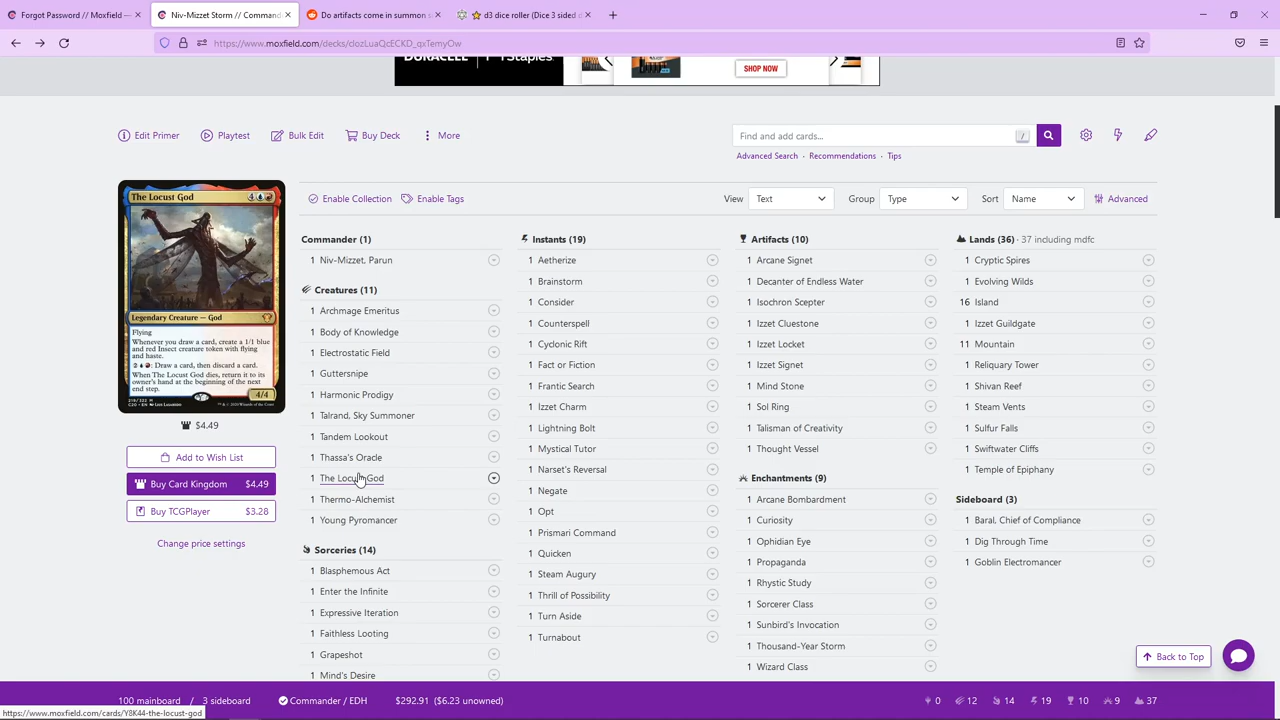 Forgot Password // Moxfield —
Niv-Mizzet Storm // Comman
Do artifacts come in summon s
d3 dice roller (Dice 3 sided d
https://www.moxfield.com/decks/clozLuaQcECKD_qxTemyOw
DURACELL
Staples
SHOP NOW
Edit Primer
Playtest
Bulk Edit
Buy Deck
More
Find and add cards...
/
Advanced Search · Recommendations · Tips
The Locust God
Legendary Creature — God
Flying
Whenever you draw a card, create a 1/1 blue
and red Insect creature token with flying
and haste.
: Draw a card, then discard a card.
When The Locust God dies, return it to its
owner's hand at the beginning of the next
end step.
4/4
$4.49
Add to Wish List
Buy Card Kingdom $4.49
Buy TCGPlayer $3.28
Change price settings
Enable Collection
Enable Tags
View Text
Group Type
Sort Name
Advanced
Commander (1)
1 Niv-Mizzet, Parun
Creatures (11)
1 Archmage Emeritus
1 Body of Knowledge
1 Electrostatic Field
1 Guttersnipe
1 Harmonic Prodigy
1 Talrand, Sky Summoner
1 Tandem Lookout
1 Thassa's Oracle
1 The Locust God
1 Thermo-Alchemist
1 Young Pyromancer
Sorceries (14)
1 Blasphemous Act
1 Enter the Infinite
1 Expressive Iteration
1 Faithless Looting
1 Grapeshot
1 Mind's Desire
Instants (19)
1 Aetherize
1 Brainstorm
1 Consider
1 Counterspell
1 Cyclonic Rift
1 Fact or Fiction
1 Frantic Search
1 Izzet Charm
1 Lightning Bolt
1 Mystical Tutor
1 Narset's Reversal
1 Negate
1 Opt
1 Prismari Command
1 Quicken
1 Steam Augury
1 Thrill of Possibility
1 Turn Aside
1 Turnabout
Artifacts (10)
1 Arcane Signet
1 Decanter of Endless Water
1 Isochron Scepter
1 Izzet Cluestone
1 Izzet Locket
1 Izzet Signet
1 Mind Stone
1 Sol Ring
1 Talisman of Creativity
1 Thought Vessel
Enchantments (9)
1 Arcane Bombardment
1 Curiosity
1 Ophidian Eye
1 Propaganda
1 Rhystic Study
1 Sorcerer Class
1 Sunbird's Invocation
1 Thousand-Year Storm
1 Wizard Class
Lands (36) · 37 including mdfc
1 Cryptic Spires
1 Evolving Wilds
16 Island
1 Izzet Guildgate
11 Mountain
1 Reliquary Tower
1 Shivan Reef
1 Steam Vents
1 Sulfur Falls
1 Swiftwater Cliffs
1 Temple of Epiphany
Sideboard (3)
1 Baral, Chief of Compliance
1 Dig Through Time
1 Goblin Electromancer
Back to Top
100 mainboard / 3 sideboard
Commander / EDH
$292.91 ($6.23 unowned)
0
12
14
19
10
9
37
https://www.moxfield.com/cards/Y8K44-the-locust-god